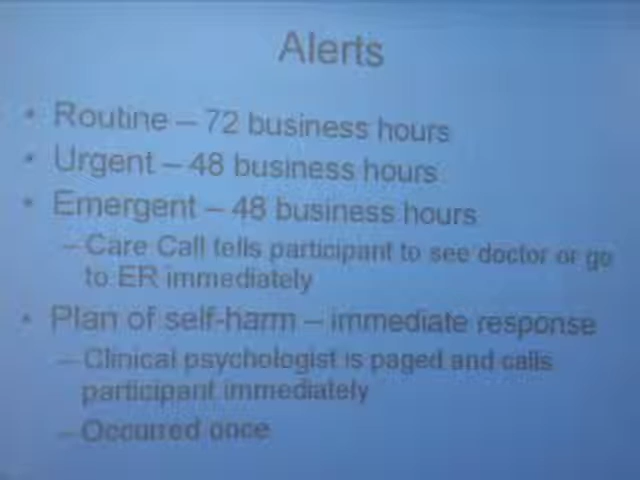 Alerts
• Routine – 72 business hours
• Urgent – 48 business hours
• Emergent – 48 business hours
– Care Call tells participant to see doctor or go
to ER immediately
• Plan of self-harm – immediate response
– Clinical psychologist is paged and calls
participant immediately
– Occurred once